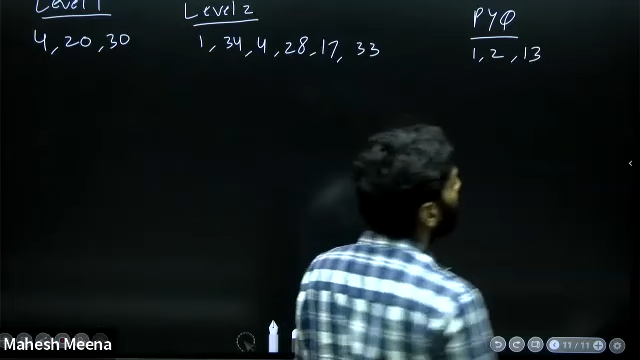 Level 1
4, 20, 30
Level 2
1, 34, 4, 28, 17, 33
PYQ
1, 2, 13
Mahesh Meena
11 / 11